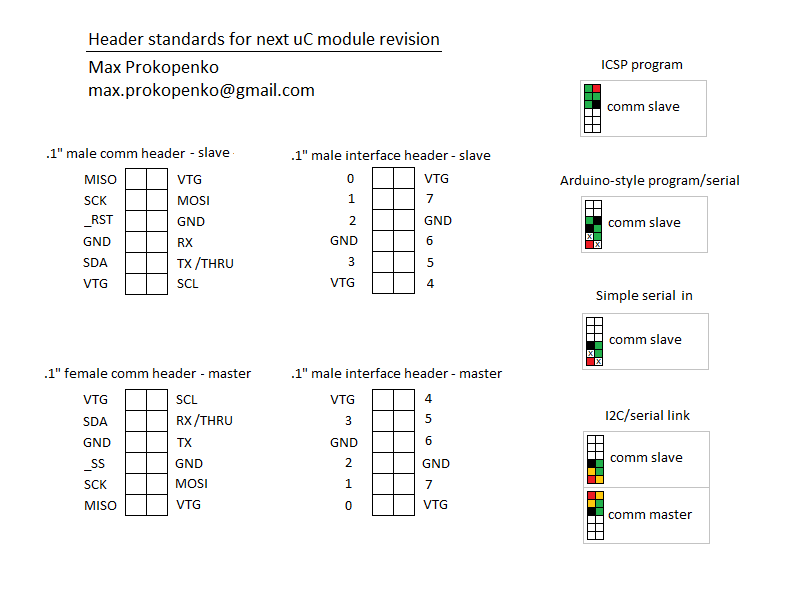 Header standards for next uC module revision
Max Prokopenko
max.prokopenko@gmail.com
.1" male comm header - slave
MISO VTG
SCK MOSI
_RST GND
GND RX
SDA TX /THRU
VTG SCL
.1" male interface header - slave
0 VTG
1 7
2 GND
GND 6
3 5
VTG 4
.1" female comm header - master
VTG SCL
SDA RX /THRU
GND TX
_SS GND
SCK MOSI
MISO VTG
.1" male interface header - master
VTG 4
3 5
GND 6
2 GND
1 7
0 VTG
ICSP program
comm slave
Arduino-style program/serial
comm slave
x
x
Simple serial in
comm slave
x
x
I2C/serial link
comm slave
comm master